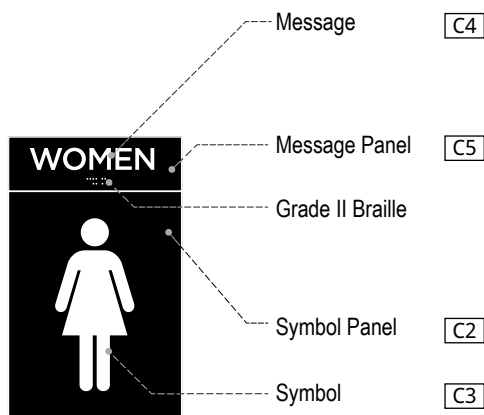 Message C4
WOMEN
Message Panel C5
Grade II Braille
Symbol Panel C2
Symbol C3